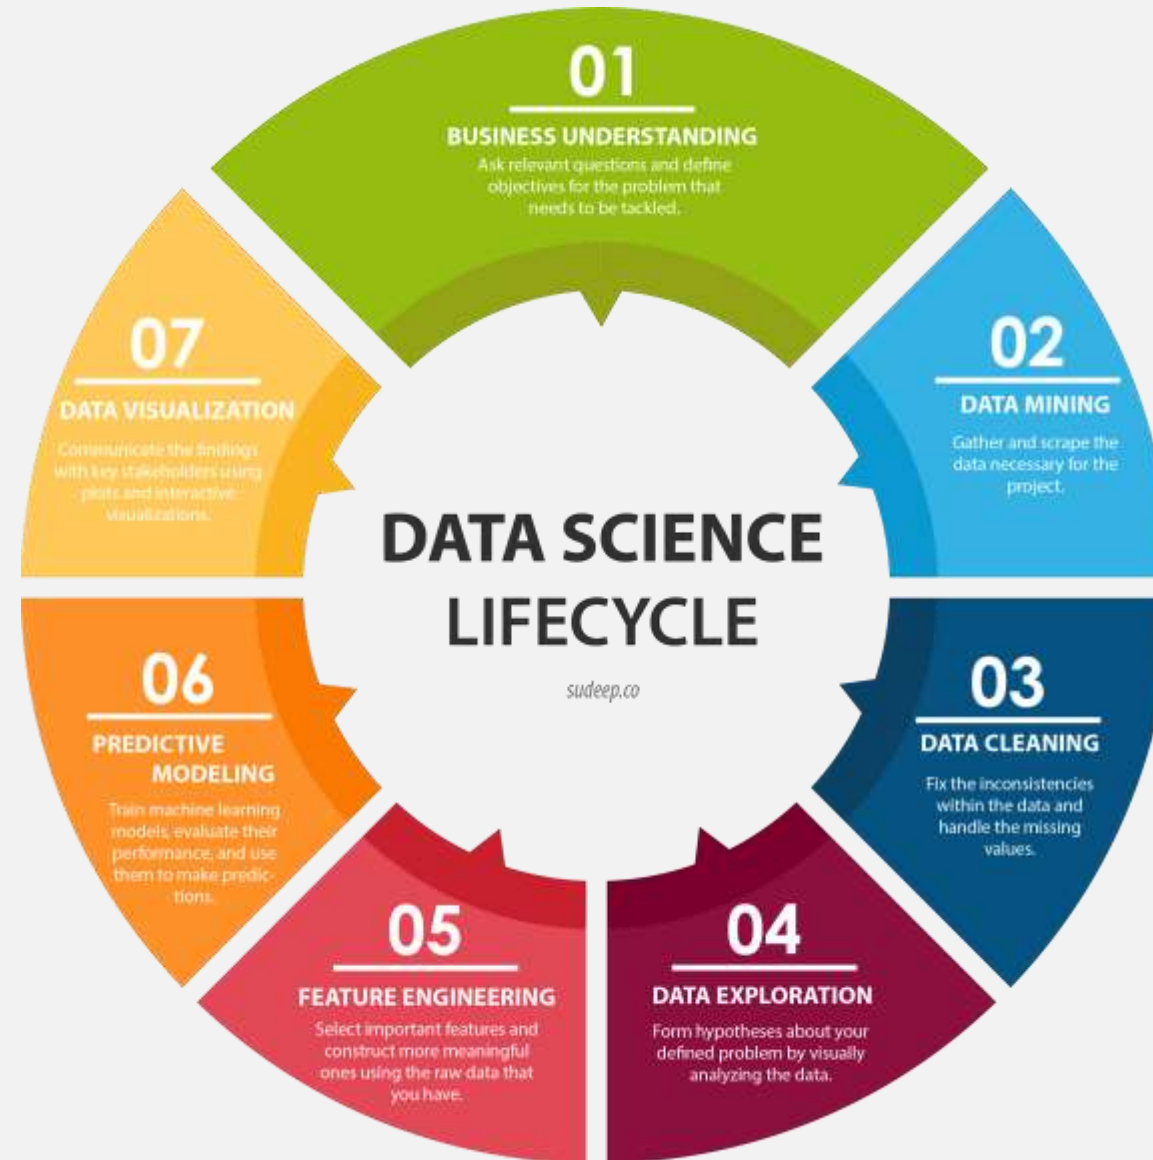 01
BUSINESS UNDERSTANDING
Ask relevant questions and define
objectives for the problem that
needs to be tackled.
02
DATA MINING
Gather and scrape the
data necessary for the
project.
03
DATA CLEANING
Fix the inconsistencies
within the data and
handle the missing
values.
04
DATA EXPLORATION
Form hypotheses about your
defined problem by visually
analyzing the data.
05
FEATURE ENGINEERING
Select important features and
construct more meaningful
ones using the raw data that
you have.
06
PREDICTIVE
MODELING
Train machine learning
models, evaluate their
performance, and use
them to make predic-
tions.
07
DATA VISUALIZATION
Communicate the findings
with key stakeholders using
plots and interactive
visualizations.
DATA SCIENCE
LIFECYCLE
sudeep.co